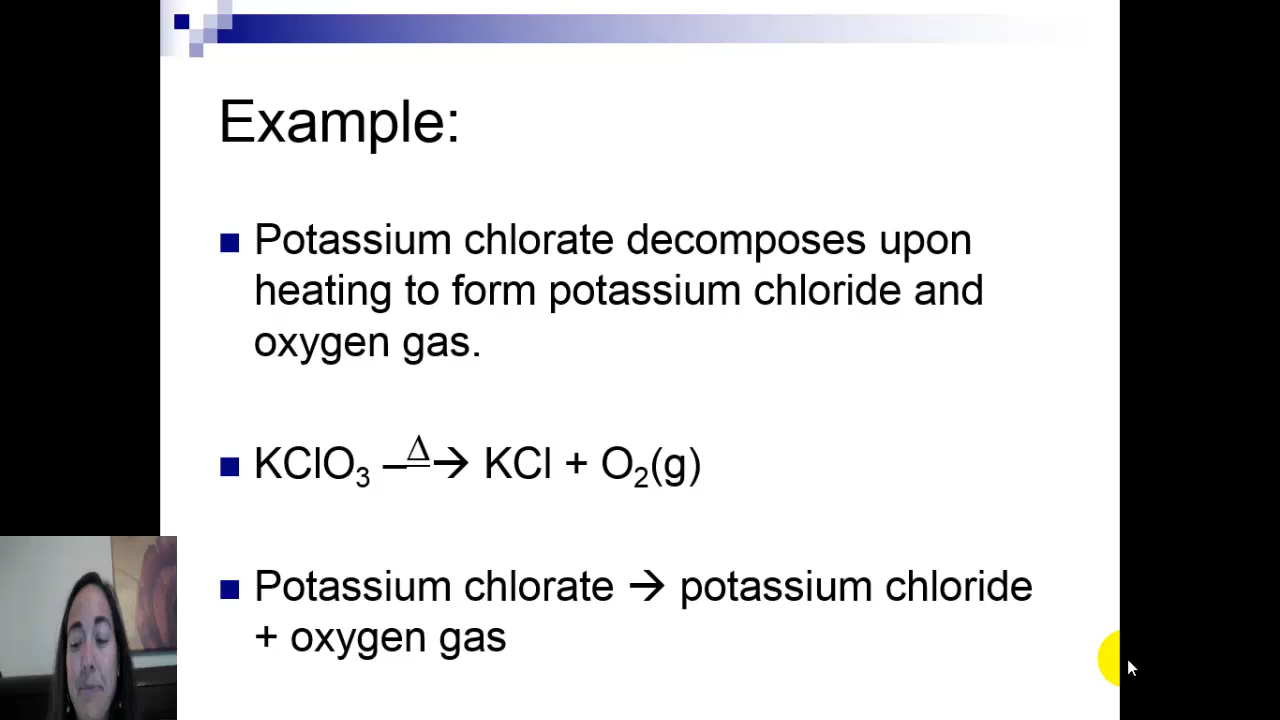 Example:
Potassium chlorate decomposes upon
heating to form potassium chloride and
oxygen gas.
KClO₃ —Δ→ KCl + O₂(g)
Potassium chlorate → potassium chloride
+ oxygen gas